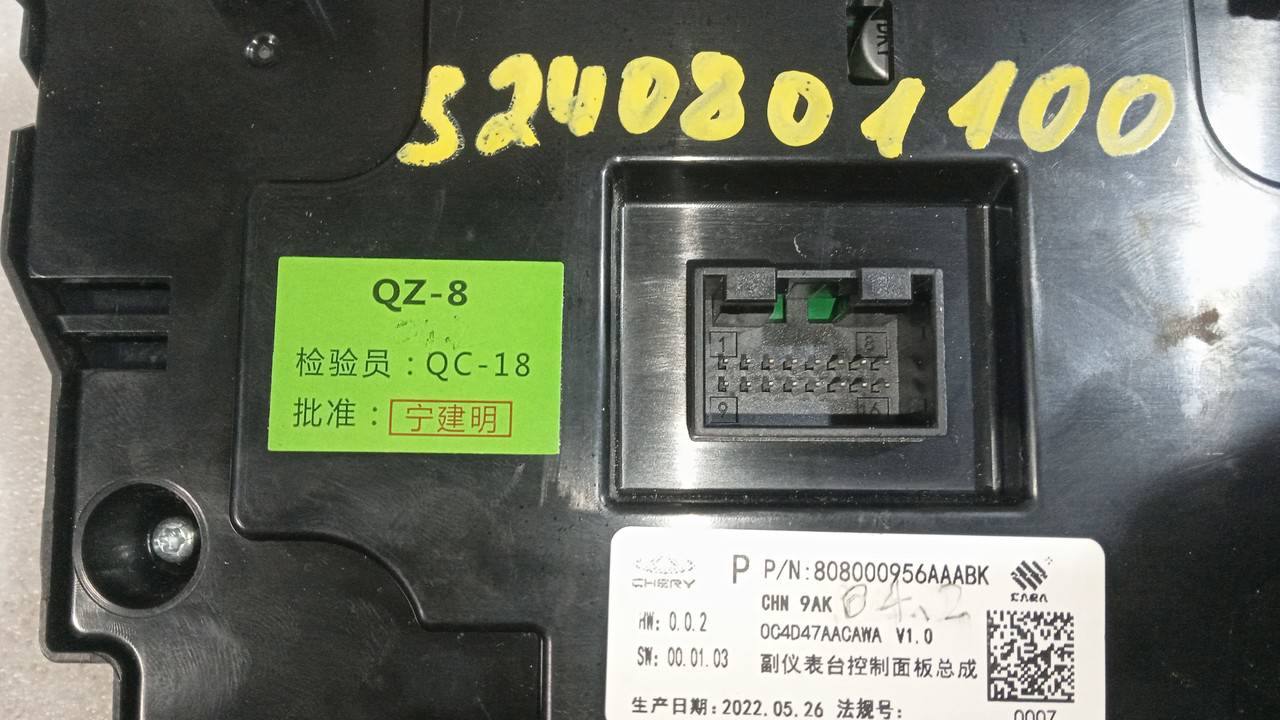 5240801100
QZ-8
检验员：QC-18
批准：宁建明
1 8
9 16
CHERY P P/N:808000956AAABK
CHN 9AK 04.2
HW: 0.0.2 0C4D47AACAWA V1.0
SW: 00.01.03 副仪表台控制面板总成
生产日期:2022.05.26 法规号:
0007